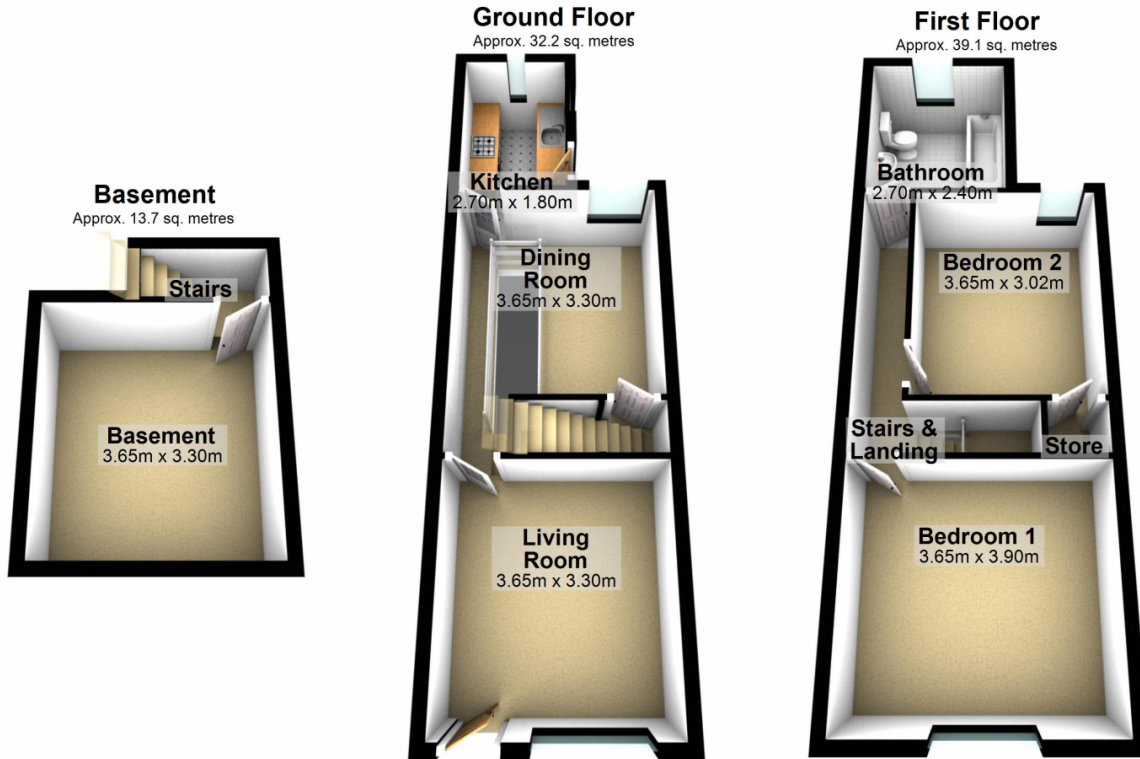 Basement
Approx. 13.7 sq. metres
Stairs
Basement
3.65m x 3.30m
Ground Floor
Approx. 32.2 sq. metres
Kitchen
2.70m x 1.80m
Dining
Room
3.65m x 3.30m
Living
Room
3.65m x 3.30m
First Floor
Approx. 39.1 sq. metres
Bathroom
2.70m x 2.40m
Bedroom 2
3.65m x 3.02m
Stairs &
Landing
Store
Bedroom 1
3.65m x 3.90m